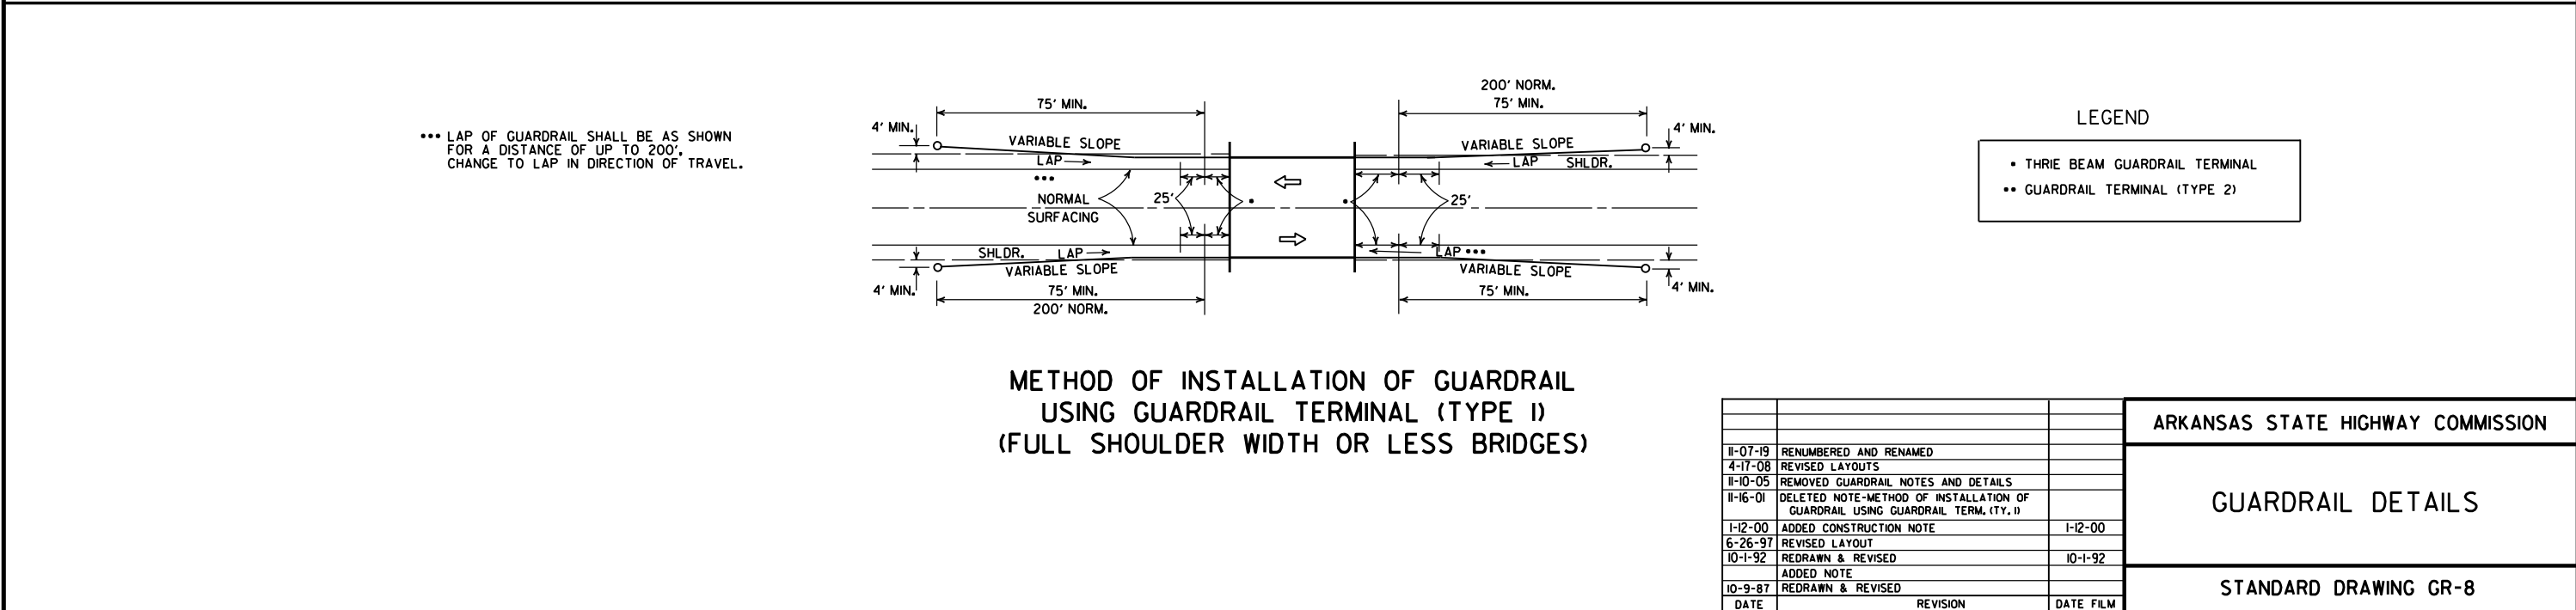 ••• LAP OF GUARDRAIL SHALL BE AS SHOWN
FOR A DISTANCE OF UP TO 200'.
CHANGE TO LAP IN DIRECTION OF TRAVEL.
200' NORM.
75' MIN.
75' MIN.
4' MIN.
4' MIN.
VARIABLE SLOPE
VARIABLE SLOPE
LAP
LAP
SHLDR.
•••
NORMAL
SURFACING
25'
•
•
25'
SHLDR.
LAP
LAP •••
VARIABLE SLOPE
VARIABLE SLOPE
4' MIN.
4' MIN.
75' MIN.
200' NORM.
75' MIN.
METHOD OF INSTALLATION OF GUARDRAIL
USING GUARDRAIL TERMINAL (TYPE 1)
(FULL SHOULDER WIDTH OR LESS BRIDGES)
LEGEND
• THRIE BEAM GUARDRAIL TERMINAL
•• GUARDRAIL TERMINAL (TYPE 2)
11-07-19 RENUMBERED AND RENAMED
4-17-08 REVISED LAYOUTS
11-10-05 REMOVED GUARDRAIL NOTES AND DETAILS
11-16-01 DELETED NOTE-METHOD OF INSTALLATION OF
GUARDRAIL USING GUARDRAIL TERM. (TY. 1)
1-12-00 ADDED CONSTRUCTION NOTE 1-12-00
6-26-97 REVISED LAYOUT
10-1-92 REDRAWN & REVISED 10-1-92
ADDED NOTE
10-9-87 REDRAWN & REVISED
DATE REVISION DATE FILM
ARKANSAS STATE HIGHWAY COMMISSION
GUARDRAIL DETAILS
STANDARD DRAWING GR-8